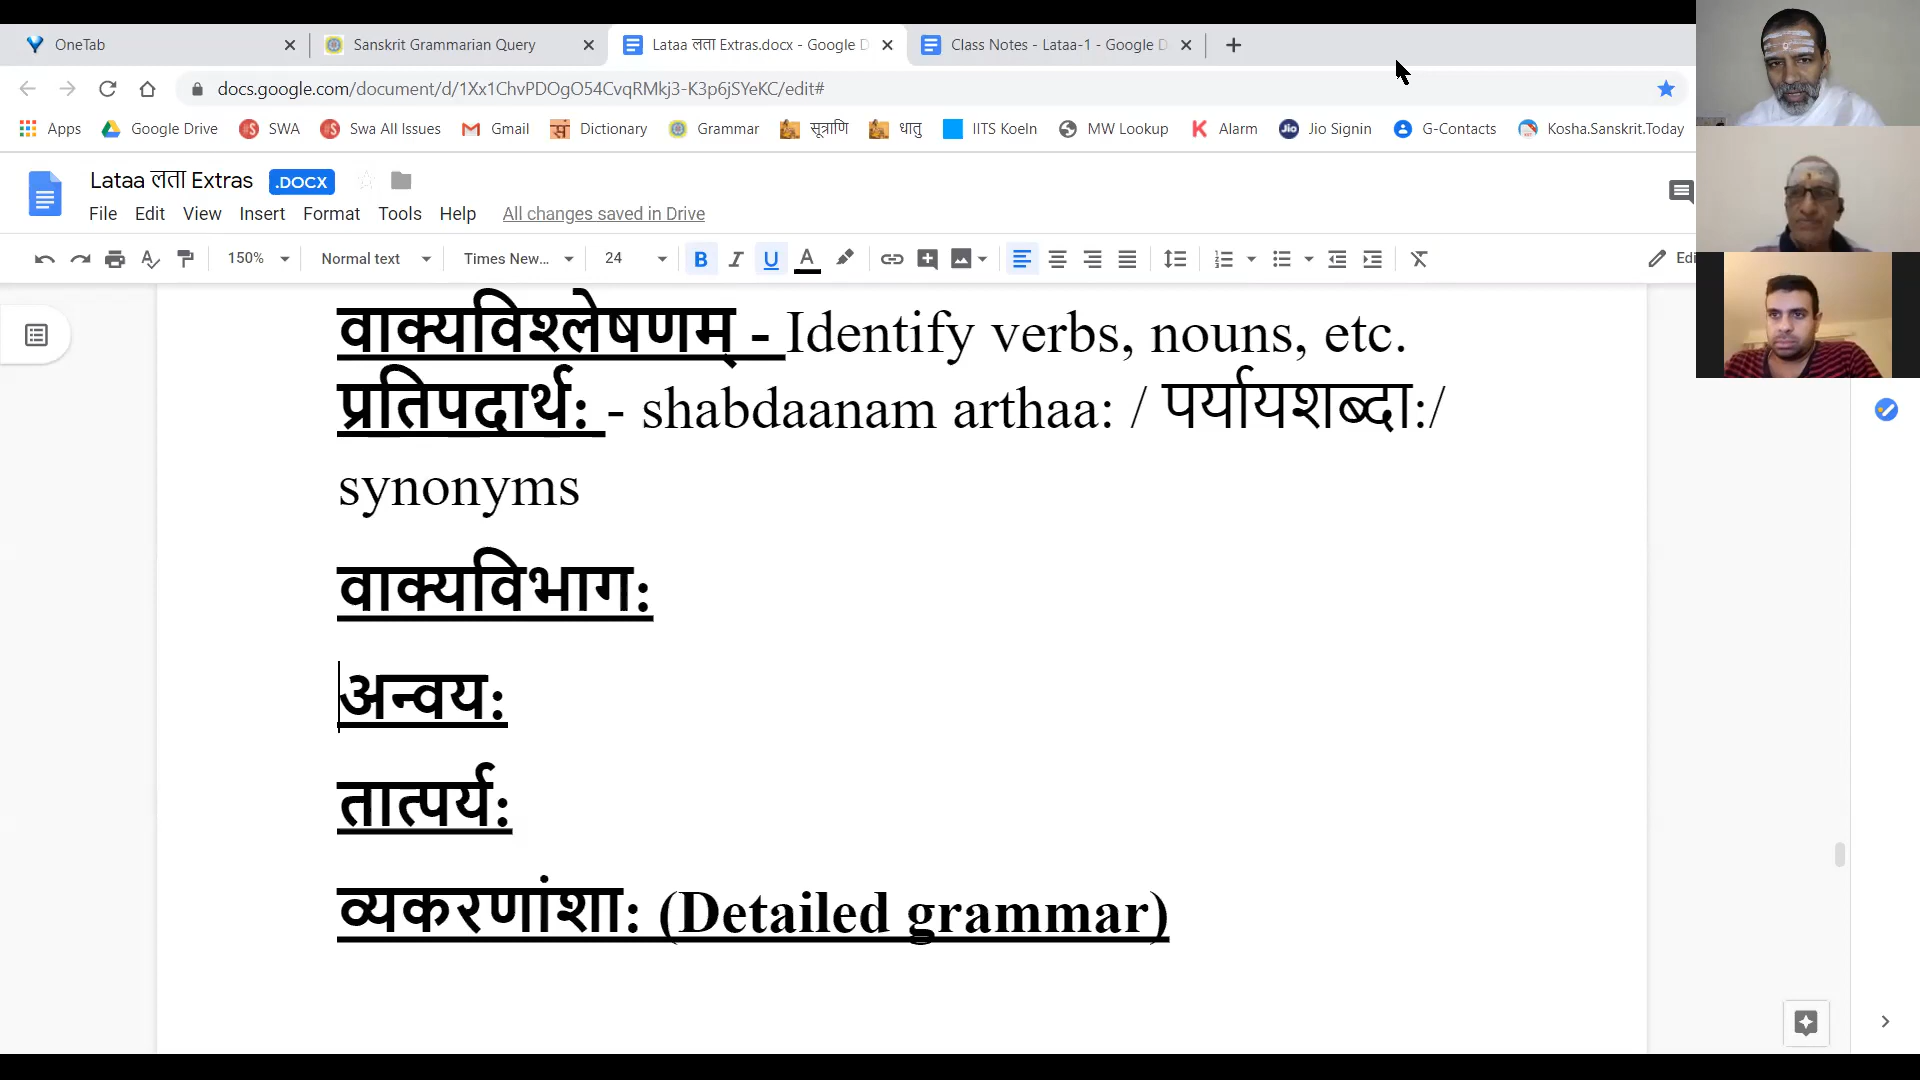 OneTab
Sanskrit Grammarian Query
Lataa लता Extras.docx - Google D
Class Notes - Lataa-1 - Google D
docs.google.com/document/d/1Xx1ChvPDOgO54CvqRMkj3-K3p6jSYeKC/edit#
Apps Google Drive SWA Swa All Issues Gmail Dictionary Grammar सूत्राणि धातु IITS Koeln MW Lookup Alarm Jio Signin G-Contacts Kosha.Sanskrit.Today
Lataa लता Extras .DOCX
File Edit View Insert Format Tools Help All changes saved in Drive
150% Normal text Times New... 24 B I U A Edi
वाक्यविश्लेषणम् - Identify verbs, nouns, etc.
प्रतिपदार्थ: - shabdaanam arthaa: / पर्यायशब्दा:/
synonyms
वाक्यविभाग:
अन्वय:
तात्पर्य:
व्यकरणांशा: (Detailed grammar)